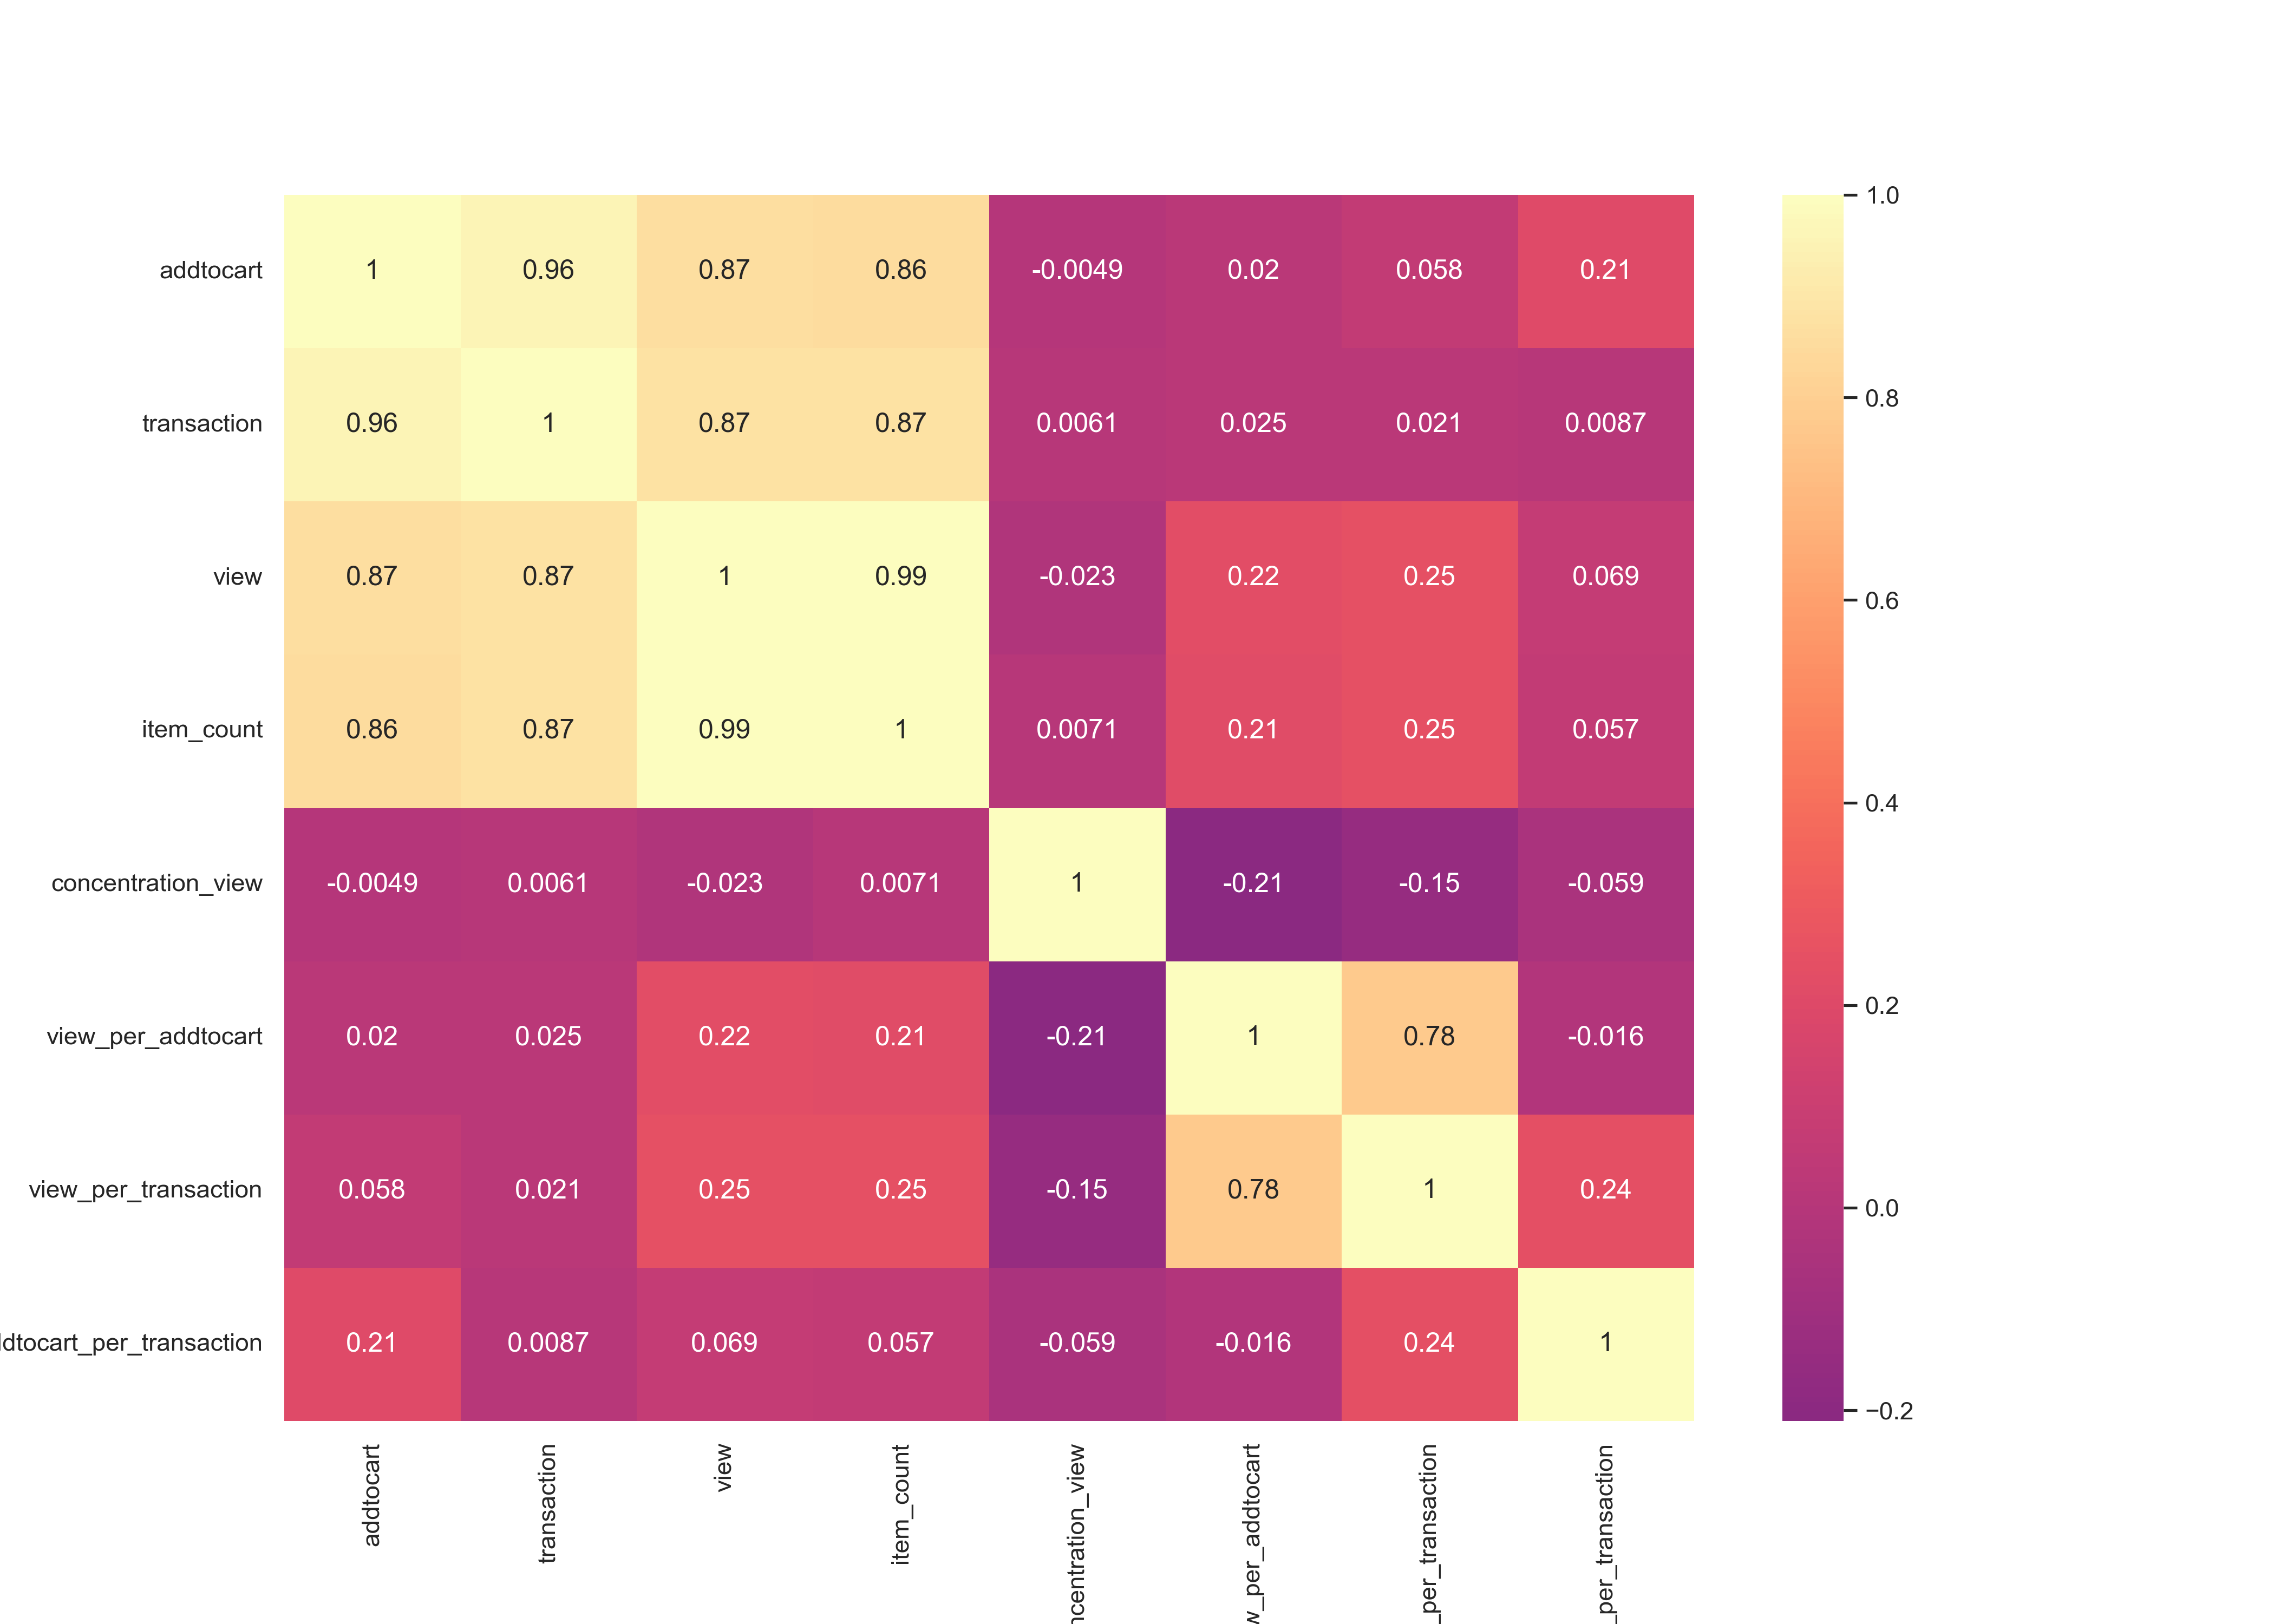 addtocart 1 0.96 0.87 0.86 -0.0049 0.02 0.058 0.21
transaction 0.96 1 0.87 0.87 0.0061 0.025 0.021 0.0087
view 0.87 0.87 1 0.99 -0.023 0.22 0.25 0.069
item_count 0.86 0.87 0.99 1 0.0071 0.21 0.25 0.057
concentration_view -0.0049 0.0061 -0.023 0.0071 1 -0.21 -0.15 -0.059
view_per_addtocart 0.02 0.025 0.22 0.21 -0.21 1 0.78 -0.016
view_per_transaction 0.058 0.021 0.25 0.25 -0.15 0.78 1 0.24
ldtocart_per_transaction 0.21 0.0087 0.069 0.057 -0.059 -0.016 0.24 1
addtocart
transaction
view
item_count
ncentration_view
w_per_addtocart
_per_transaction
_per_transaction
1.0
0.8
0.6
0.4
0.2
0.0
−0.2